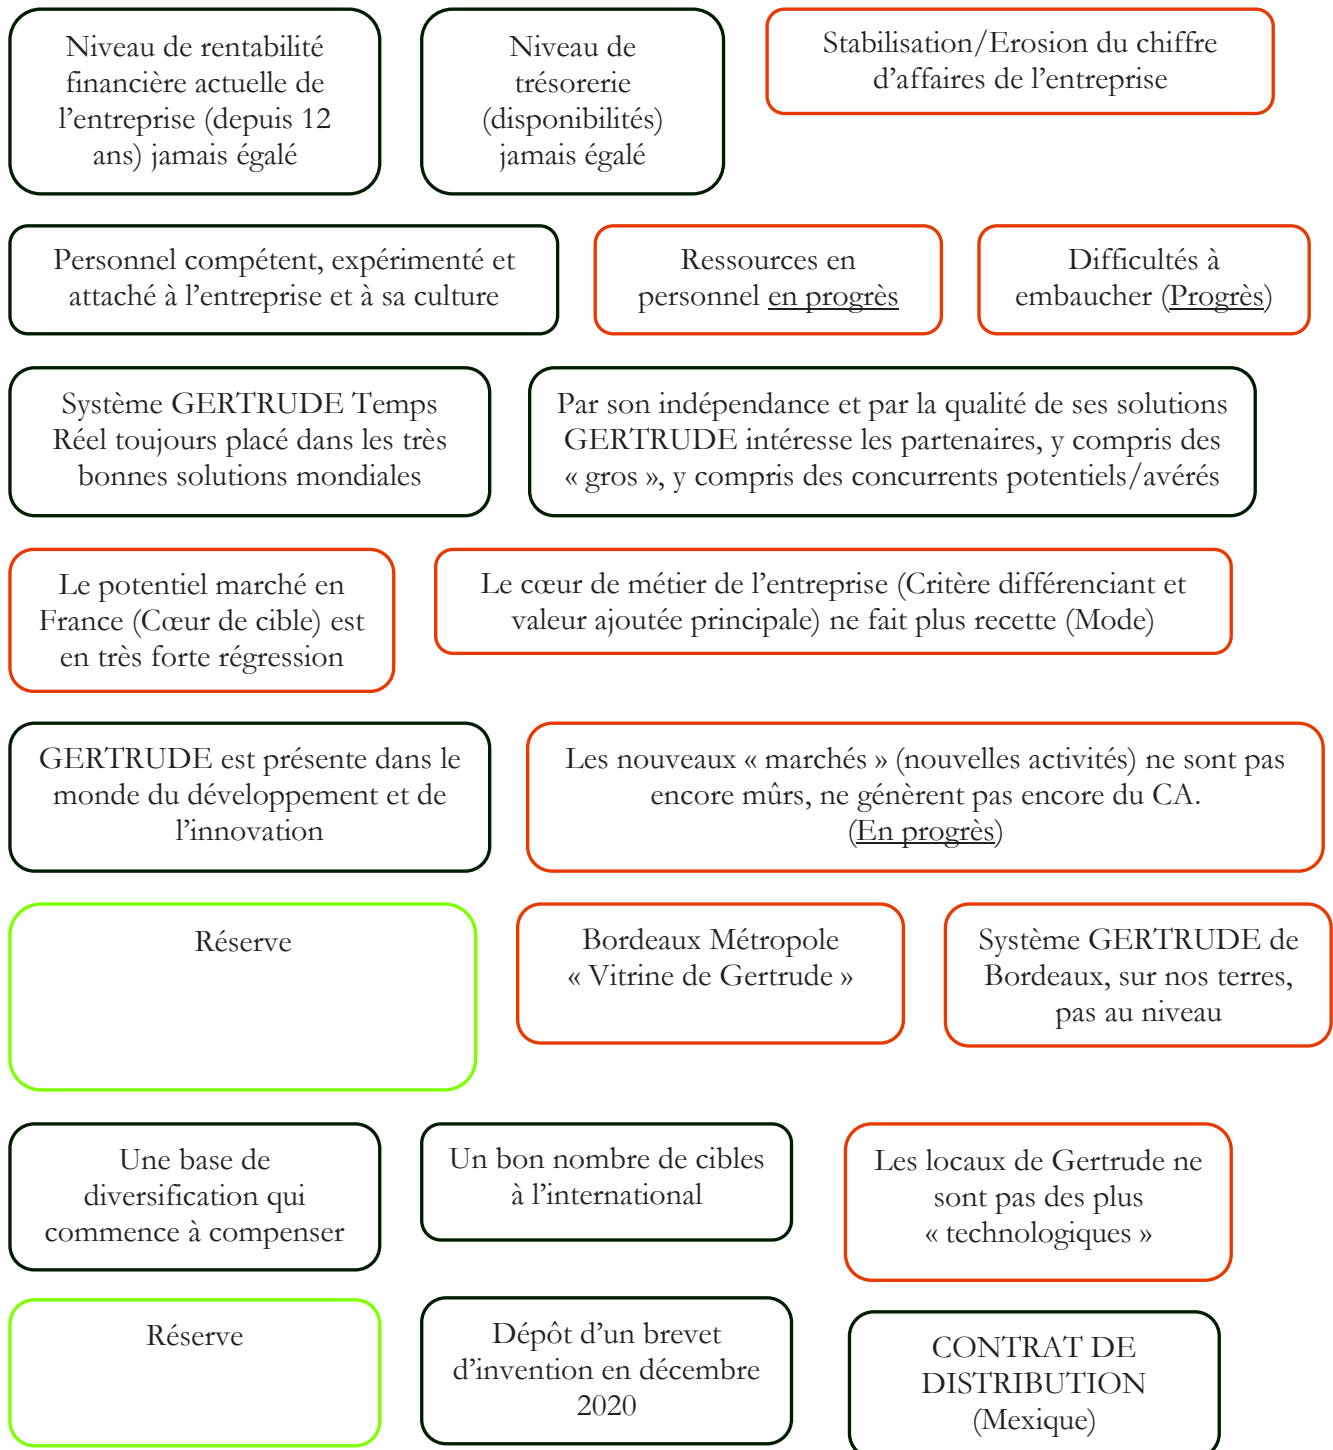 Niveau de rentabilité
financière actuelle de
l’entreprise (depuis 12
ans) jamais égalé
Niveau de
trésorerie
(disponibilités)
jamais égalé
Stabilisation/Erosion du chiffre
d’affaires de l’entreprise
Personnel compétent, expérimenté et
attaché à l’entreprise et à sa culture
Ressources en
personnel en progrès
Difficultés à
embaucher (Progrès)
Système GERTRUDE Temps
Réel toujours placé dans les très
bonnes solutions mondiales
Par son indépendance et par la qualité de ses solutions
GERTRUDE intéresse les partenaires, y compris des
« gros », y compris des concurrents potentiels/avérés
Le potentiel marché en
France (Cœur de cible) est
en très forte régression
Le cœur de métier de l’entreprise (Critère différenciant et
valeur ajoutée principale) ne fait plus recette (Mode)
GERTRUDE est présente dans le
monde du développement et de
l’innovation
Les nouveaux « marchés » (nouvelles activités) ne sont pas
encore mûrs, ne génèrent pas encore du CA.
(En progrès)
Réserve
Bordeaux Métropole
« Vitrine de Gertrude »
Système GERTRUDE de
Bordeaux, sur nos terres,
pas au niveau
Une base de
diversification qui
commence à compenser
Un bon nombre de cibles
à l’international
Les locaux de Gertrude ne
sont pas des plus
« technologiques »
Réserve
Dépôt d’un brevet
d’invention en décembre
2020
CONTRAT DE
DISTRIBUTION
(Mexique)